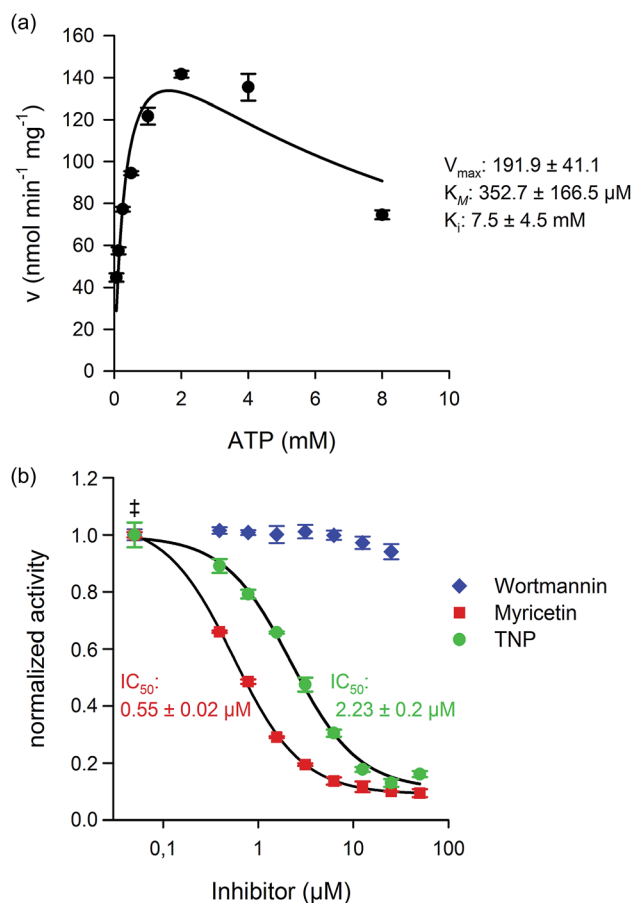 (a)
160
140
120
100
80
60
40
20
0
v (nmol min⁻¹ mg⁻¹)
0 2 4 6 8 10
ATP (mM)
Vmax: 191.9 ± 41.1
KM: 352.7 ± 166.5 µM
Ki: 7.5 ± 4.5 mM
(b)
1.2
1.0
0.8
0.6
0.4
0.2
0.0
normalized activity
‡
IC50:
0.55 ± 0.02 µM
IC50:
2.23 ± 0.2 µM
Wortmannin
Myricetin
TNP
0,1 1 10 100
Inhibitor (µM)